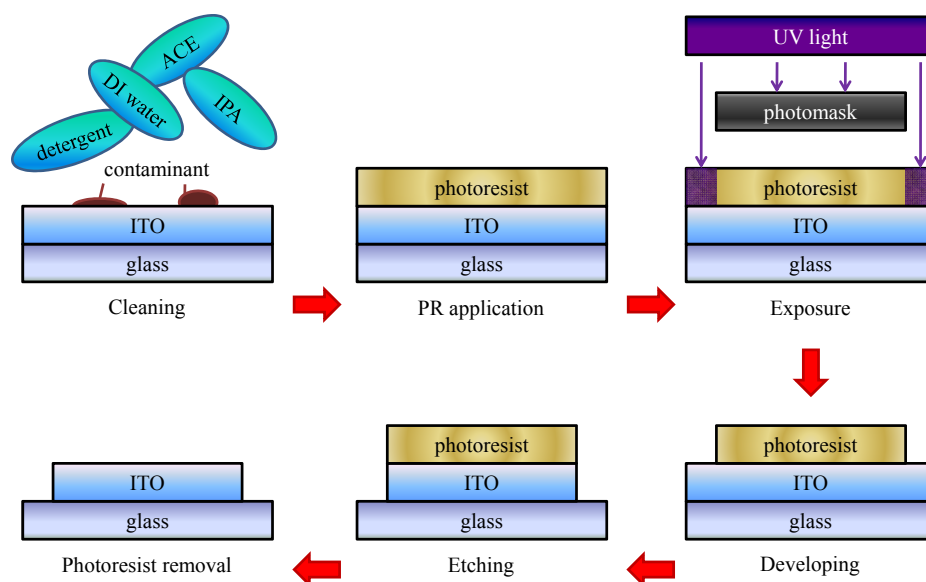 ACE
DI water
IPA
detergent
contaminant
ITO
glass
Cleaning
photoresist
ITO
glass
PR application
UV light
photomask
photoresist
ITO
glass
Exposure
ITO
glass
Photoresist removal
photoresist
ITO
glass
Etching
photoresist
ITO
glass
Developing